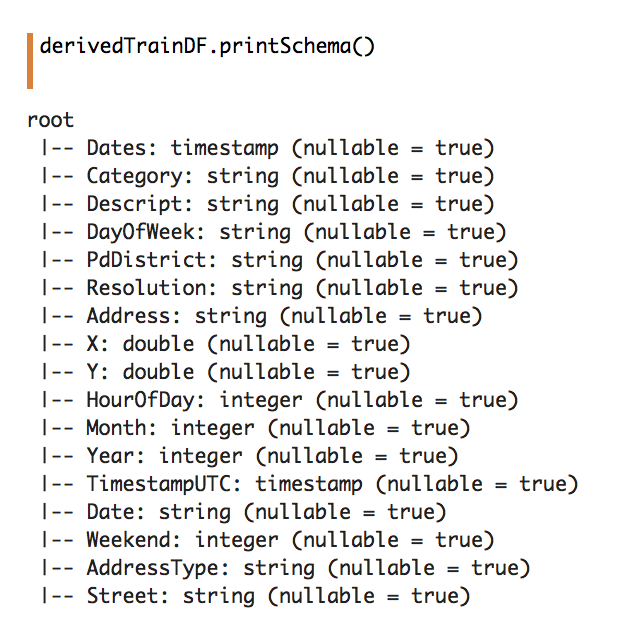 derivedTrainDF.printSchema()
root
|-- Dates: timestamp (nullable = true)
|-- Category: string (nullable = true)
|-- Descript: string (nullable = true)
|-- DayOfWeek: string (nullable = true)
|-- PdDistrict: string (nullable = true)
|-- Resolution: string (nullable = true)
|-- Address: string (nullable = true)
|-- X: double (nullable = true)
|-- Y: double (nullable = true)
|-- HourOfDay: integer (nullable = true)
|-- Month: integer (nullable = true)
|-- Year: integer (nullable = true)
|-- TimestampUTC: timestamp (nullable = true)
|-- Date: string (nullable = true)
|-- Weekend: integer (nullable = true)
|-- AddressType: string (nullable = true)
|-- Street: string (nullable = true)